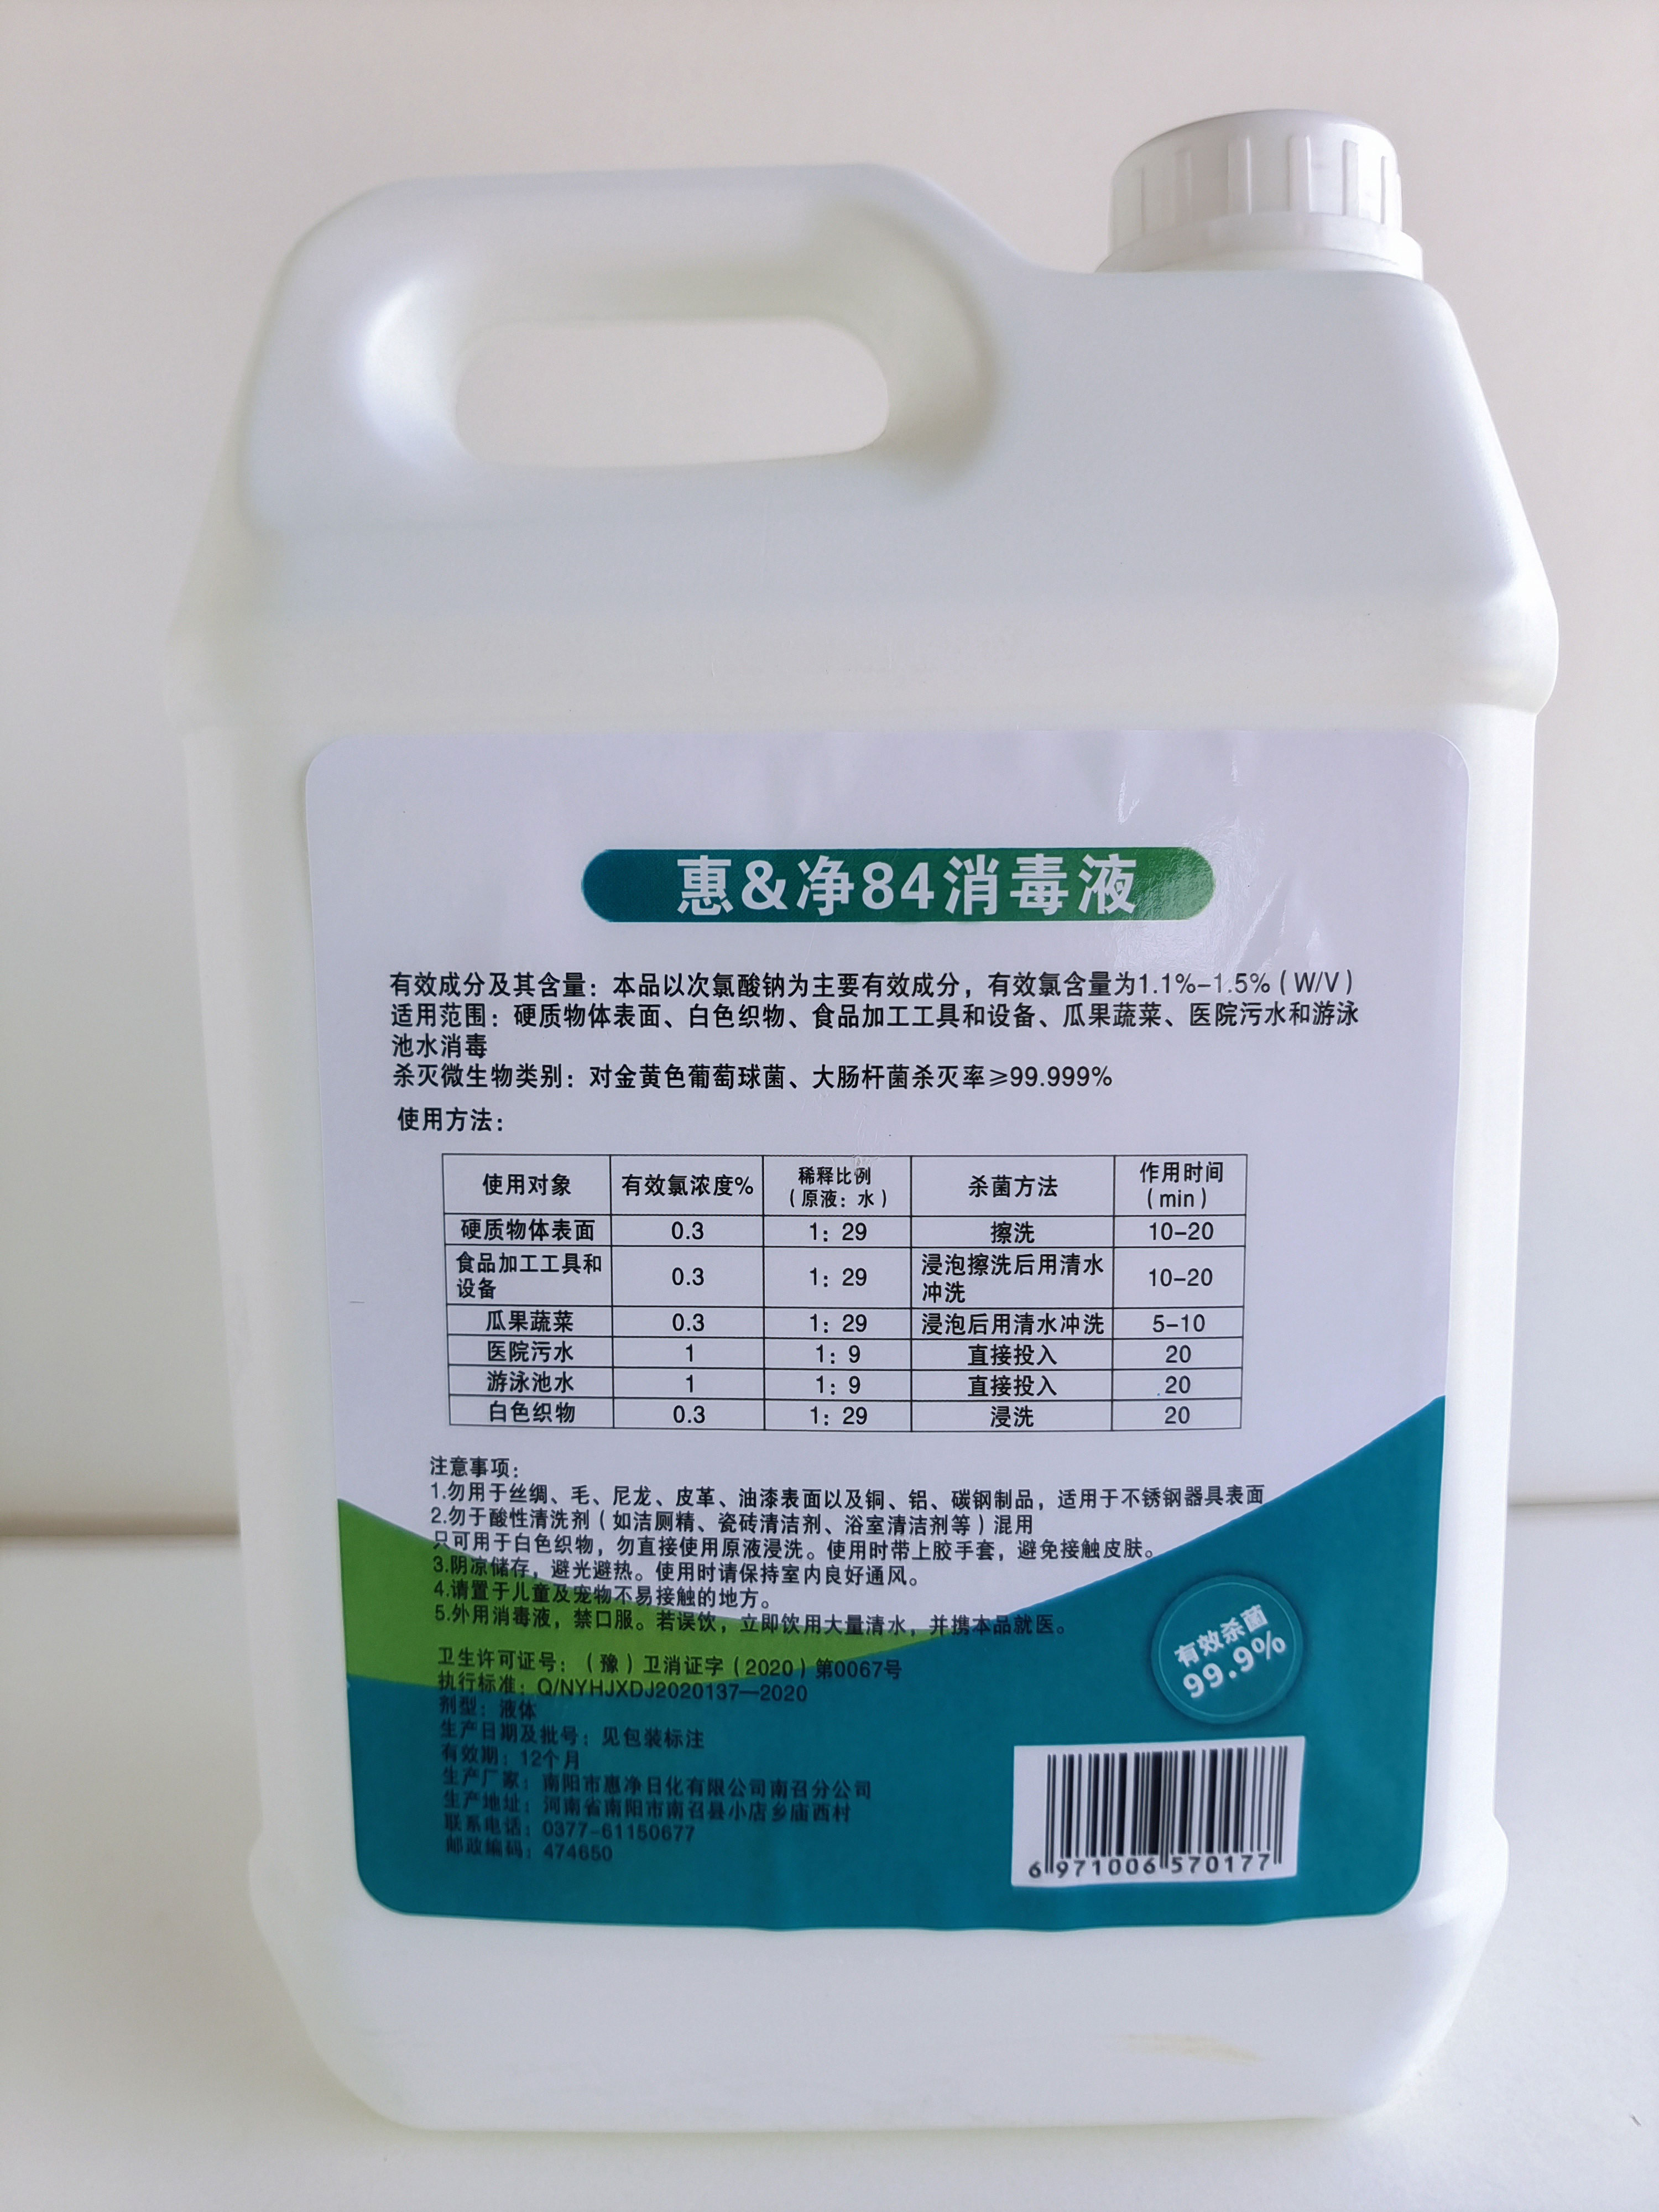 惠&净84消毒液
有效成分及其含量：本品以次氯酸钠为主要有效成分，有效氯含量为1.1%-1.5%（W/V）
适用范围：硬质物体表面、白色织物、食品加工工具和设备、瓜果蔬菜、医院污水和游泳
池水消毒
杀灭微生物类别：对金黄色葡萄球菌、大肠杆菌杀灭率≥99.999%
使用方法：
使用对象 有效氯浓度% 稀释比例（原液：水） 杀菌方法 作用时间（min）
硬质物体表面 0.3 1：29 擦洗 10-20
食品加工工具和设备 0.3 1：29 浸泡擦洗后用清水冲洗 10-20
瓜果蔬菜 0.3 1：29 浸泡后用清水冲洗 5-10
医院污水 1 1：9 直接投入 20
游泳池水 1 1：9 直接投入 20
白色织物 0.3 1：29 浸洗 20
注意事项：
1.勿用于丝绸、毛、尼龙、皮革、油漆表面以及铜、铝、碳钢制品，适用于不锈钢器具表面
2.勿于酸性清洗剂（如洁厕精、瓷砖清洁剂、浴室清洁剂等）混用
只可用于白色织物，勿直接使用原液浸洗。使用时带上胶手套，避免接触皮肤。
3.阴凉储存，避光避热。使用时请保持室内良好通风。
4.请置于儿童及宠物不易接触的地方。
5.外用消毒液，禁口服。若误饮，立即饮用大量清水，并携本品就医。
有效杀菌
99.9%
卫生许可证号：（豫）卫消证字（2020）第0067号
执行标准：Q/NYHJXDJ2020137—2020
剂型：液体
生产日期及批号：见包装标注
有效期：12个月
生产厂家：南阳市惠净日化有限公司南召分公司
生产地址：河南省南阳市南召县小店乡庙西村
联系电话：0377-61150677
邮政编码：474650
6 971006 570177